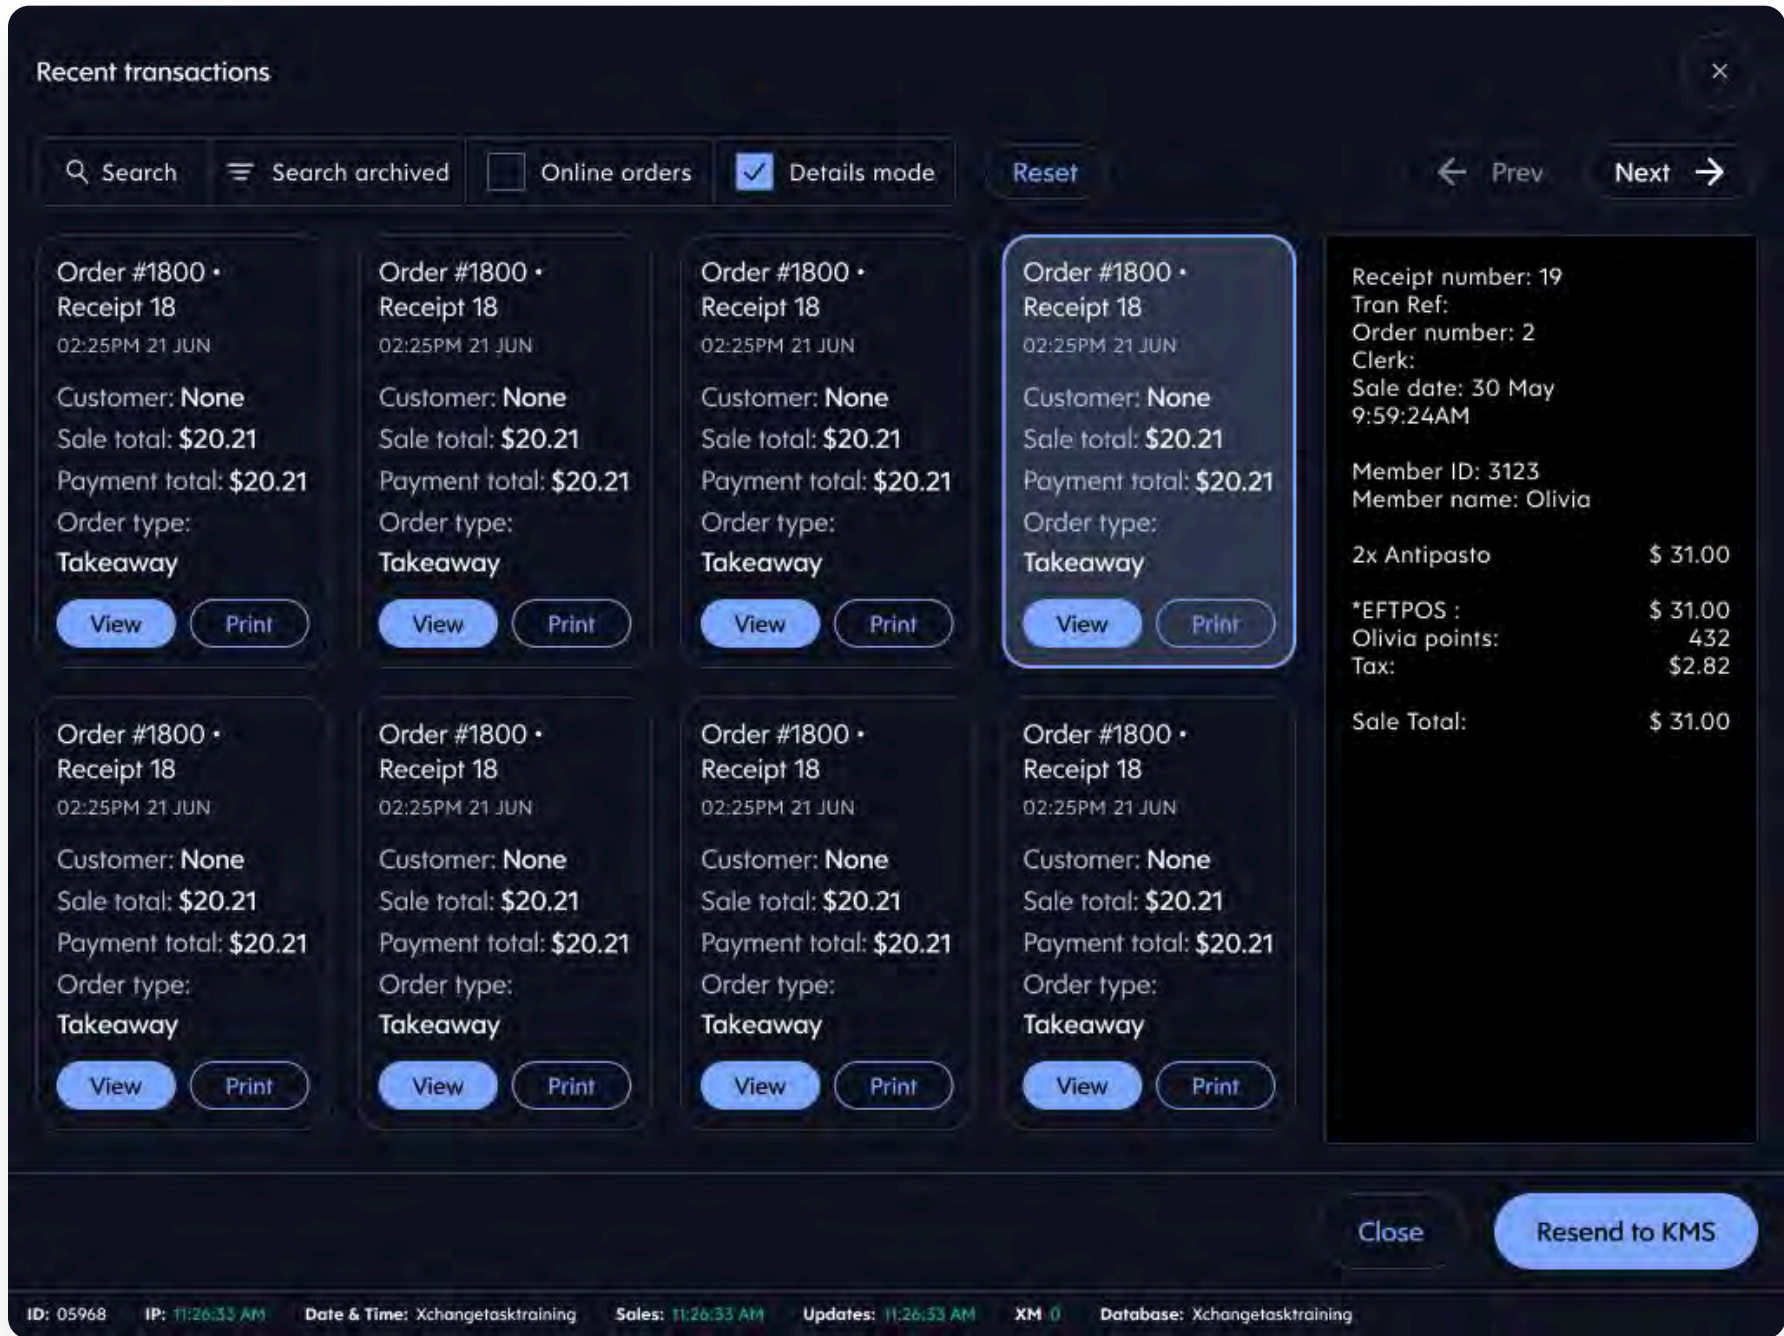 Recent transactions
Search
Search archived
Online orders
Details mode
Reset
Prev
Next
Order #1800 •
Receipt 18
02:25PM 21 JUN
Customer: None
Sale total: $20.21
Payment total: $20.21
Order type:
Takeaway
View
Print
Order #1800 •
Receipt 18
02:25PM 21 JUN
Customer: None
Sale total: $20.21
Payment total: $20.21
Order type:
Takeaway
View
Print
Order #1800 •
Receipt 18
02:25PM 21 JUN
Customer: None
Sale total: $20.21
Payment total: $20.21
Order type:
Takeaway
View
Print
Order #1800 •
Receipt 18
02:25PM 21 JUN
Customer: None
Sale total: $20.21
Payment total: $20.21
Order type:
Takeaway
View
Print
Order #1800 •
Receipt 18
02:25PM 21 JUN
Customer: None
Sale total: $20.21
Payment total: $20.21
Order type:
Takeaway
View
Print
Order #1800 •
Receipt 18
02:25PM 21 JUN
Customer: None
Sale total: $20.21
Payment total: $20.21
Order type:
Takeaway
View
Print
Order #1800 •
Receipt 18
02:25PM 21 JUN
Customer: None
Sale total: $20.21
Payment total: $20.21
Order type:
Takeaway
View
Print
Order #1800 •
Receipt 18
02:25PM 21 JUN
Customer: None
Sale total: $20.21
Payment total: $20.21
Order type:
Takeaway
View
Print
Receipt number: 19
Tran Ref:
Order number: 2
Clerk:
Sale date: 30 May
9:59:24AM
Member ID: 3123
Member name: Olivia
2x Antipasto $ 31.00
*EFTPOS : $ 31.00
Olivia points: 432
Tax: $2.82
Sale Total: $ 31.00
Close
Resend to KMS
ID: 05968 IP: 11:26:33 AM Date & Time: Xchangetasktraining Sales: 11:26:33 AM Updates: 11:26:33 AM XM 0 Database: Xchangetasktraining